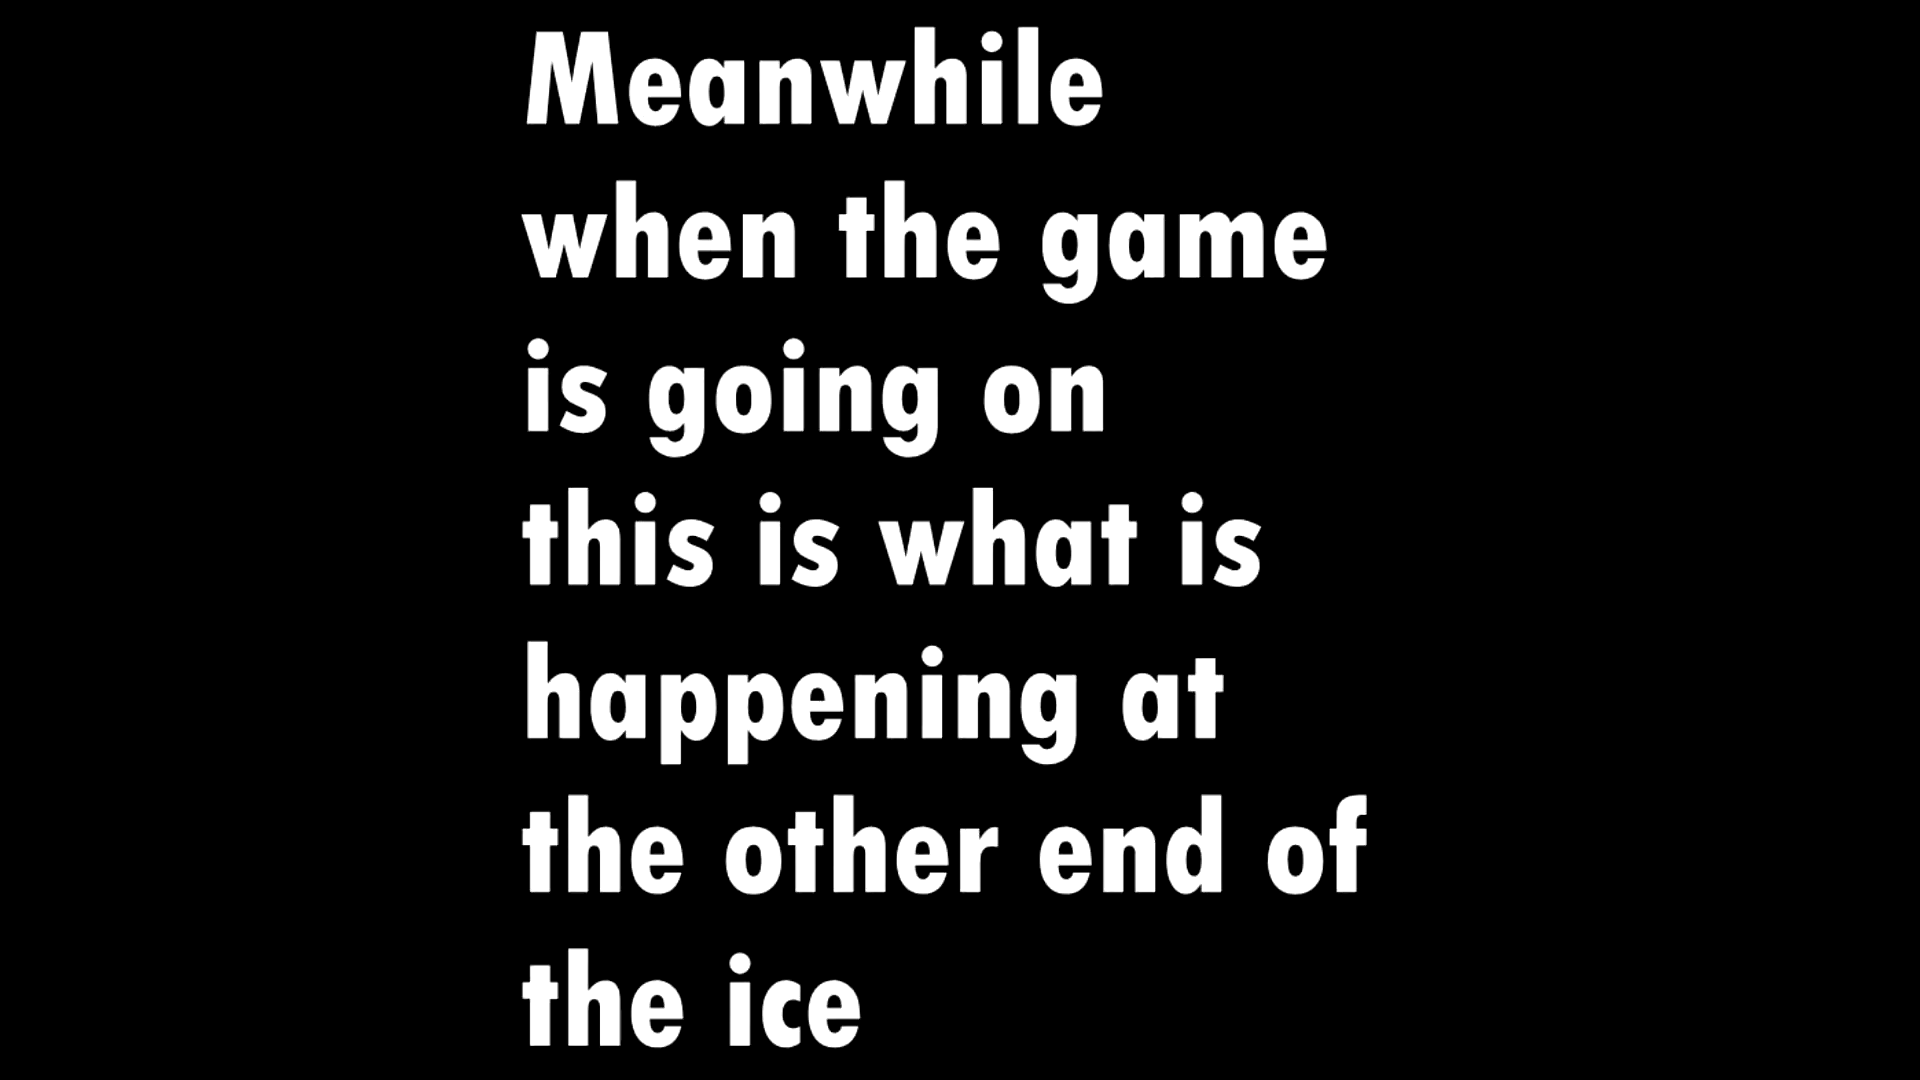 Meanwhile
when the game
is going on
this is what is
happening at
the other end of
the ice